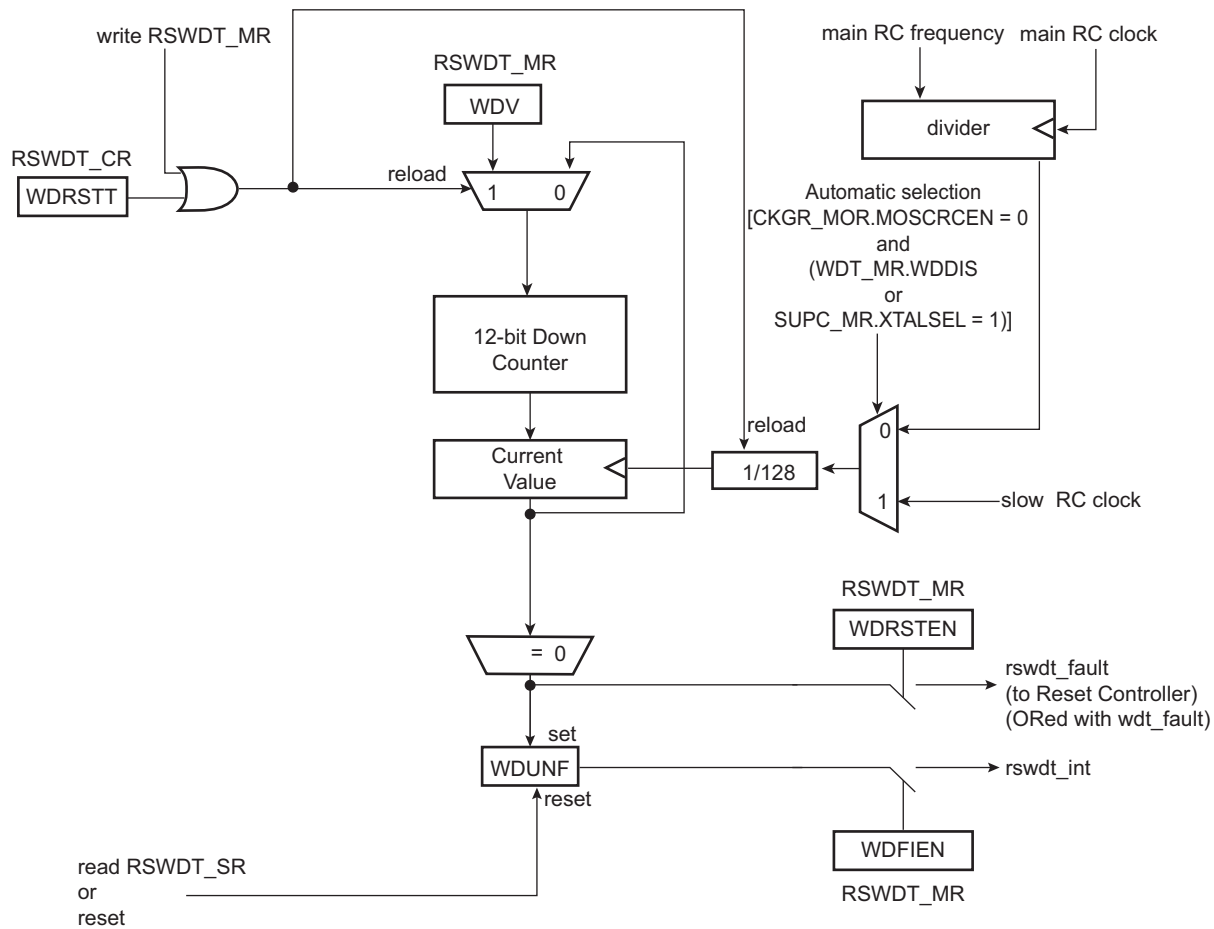 write RSWDT_MR
main RC frequency
main RC clock
RSWDT_MR
WDV
divider
RSWDT_CR
WDRSTT
reload
1 0
Automatic selection
[CKGR_MOR.MOSCRCEN = 0
and
(WDT_MR.WDDIS
or
SUPC_MR.XTALSEL = 1)]
12-bit Down
Counter
reload
0
Current
Value
1/128
1
slow RC clock
RSWDT_MR
WDRSTEN
= 0
rswdt_fault
(to Reset Controller)
(ORed with wdt_fault)
set
WDUNF
rswdt_int
reset
WDFIEN
RSWDT_MR
read RSWDT_SR
or
reset